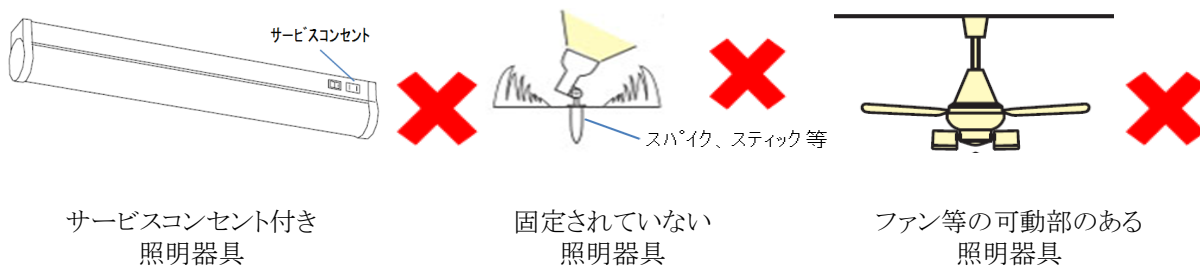 サービスコンセント
スパイク、スティック等
サービスコンセント付き
照明器具
固定されていない
照明器具
ファン等の可動部のある
照明器具